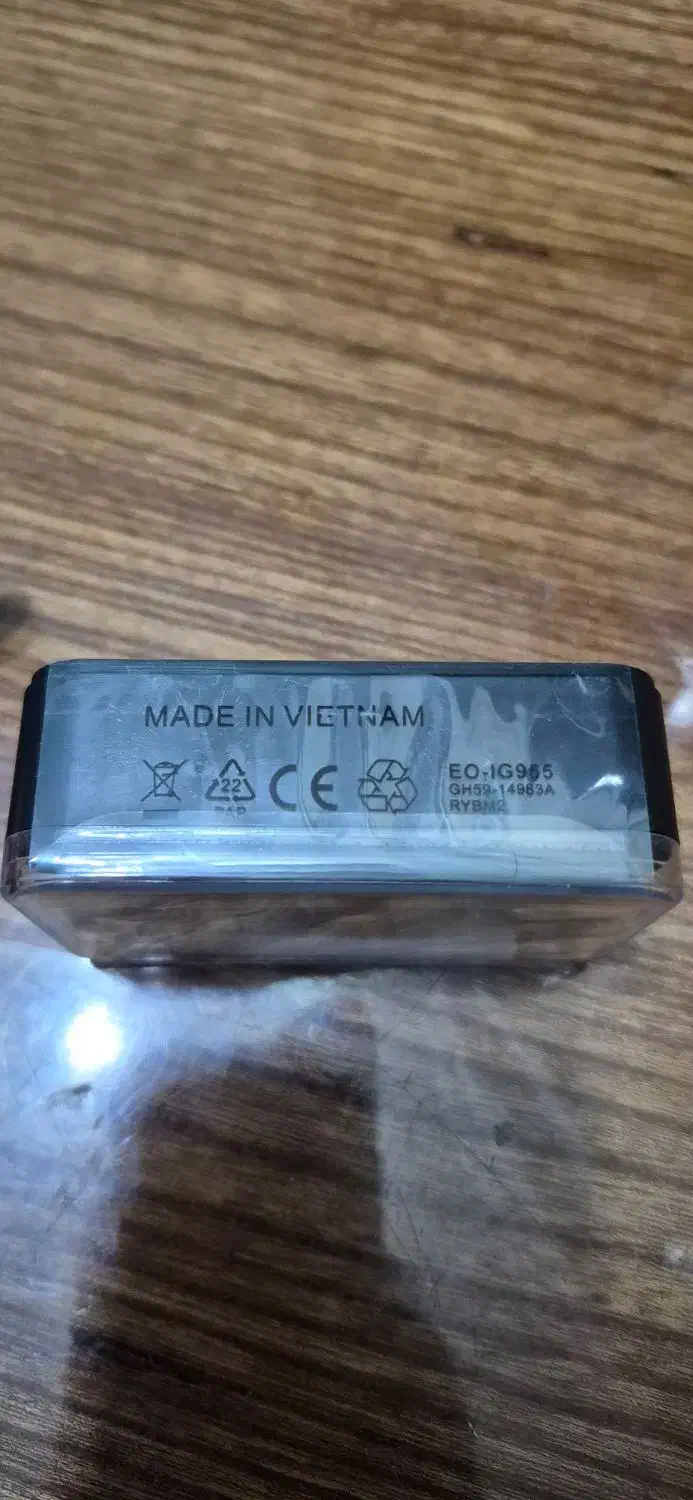 MADE IN VIETNAM
22
PAP
CE
EO-IG955
GH59-14983A
RYBM2